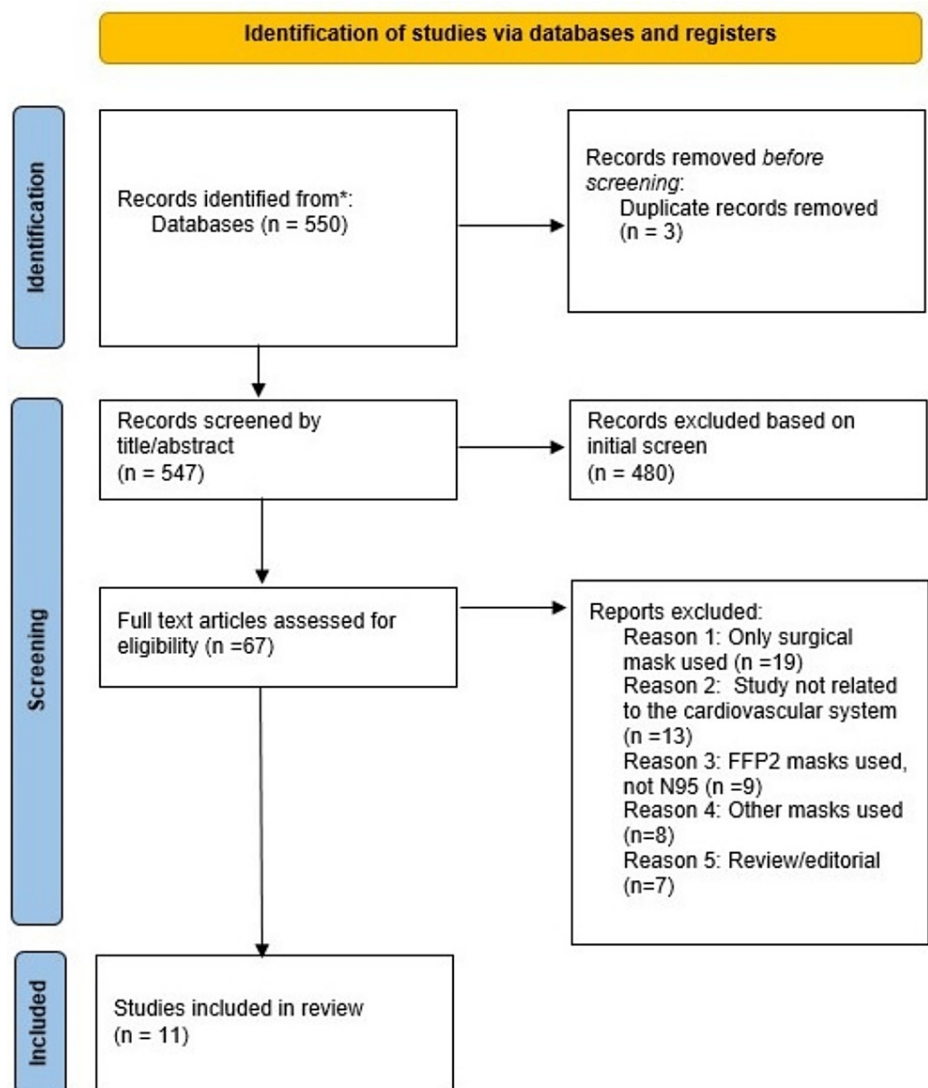 Identification of studies via databases and registers
Identification
Records identified from*:
Databases (n = 550)
Records removed before
screening:
Duplicate records removed
(n = 3)
Screening
Records screened by
title/abstract
(n = 547)
Records excluded based on
initial screen
(n = 480)
Full text articles assessed for
eligibility (n =67)
Reports excluded:
Reason 1: Only surgical
mask used (n =19)
Reason 2:  Study not related
to the cardiovascular system
(n =13)
Reason 3: FFP2 masks used,
not N95 (n =9)
Reason 4: Other masks used
(n=8)
Reason 5: Review/editorial
(n=7)
Included
Studies included in review
(n = 11)